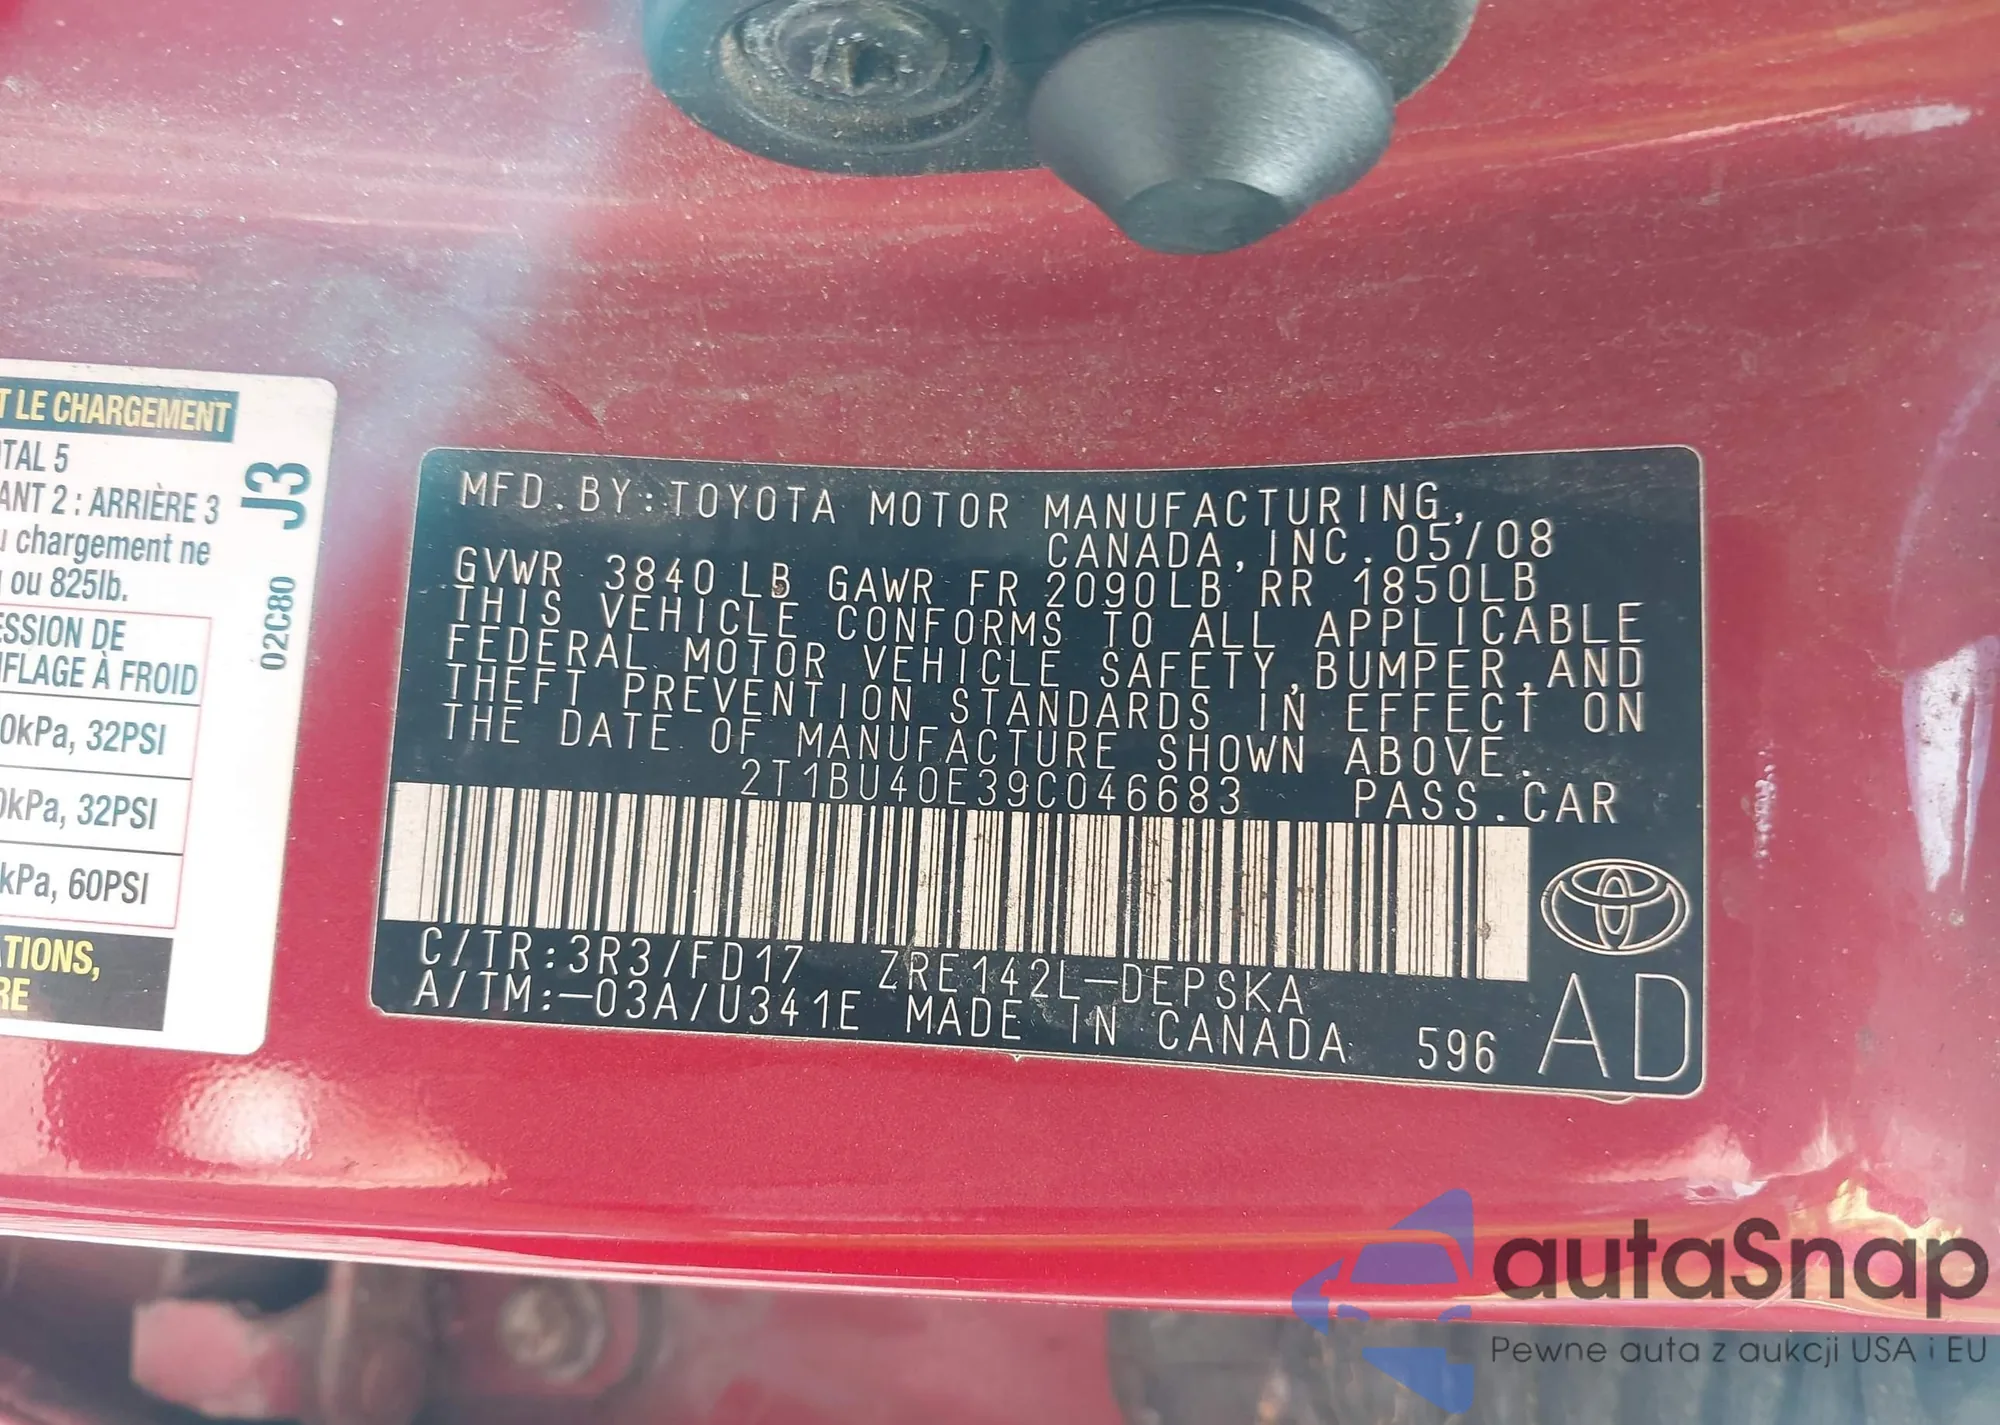 T LE CHARGEMENT
OTAL 5
ANT 2 : ARRIÈRE 3
u chargement ne
ou 825lb.
ESSION DE
NFLAGE À FROID
0kPa, 32PSI
0kPa, 32PSI
kPa, 60PSI
ATIONS,
RE
J3
02C80
MFD.BY:TOYOTA MOTOR MANUFACTURING,
CANADA, INC. 05/08
GVWR 3840 LB GAWR FR 2090LB RR 1850LB
THIS VEHICLE CONFORMS TO ALL APPLICABLE
FEDERAL MOTOR VEHICLE SAFETY, BUMPER, AND
THEFT PREVENTION STANDARDS IN EFFECT ON
THE DATE OF MANUFACTURE SHOWN ABOVE.
2T1BU40E39C046683 PASS.CAR
C/TR:3R3/FD17 ZRE142L-DEPSKA
A/TM:-03A/U341E MADE IN CANADA 596
AD
autaSnap
Pewne auta z aukcji USA i EU